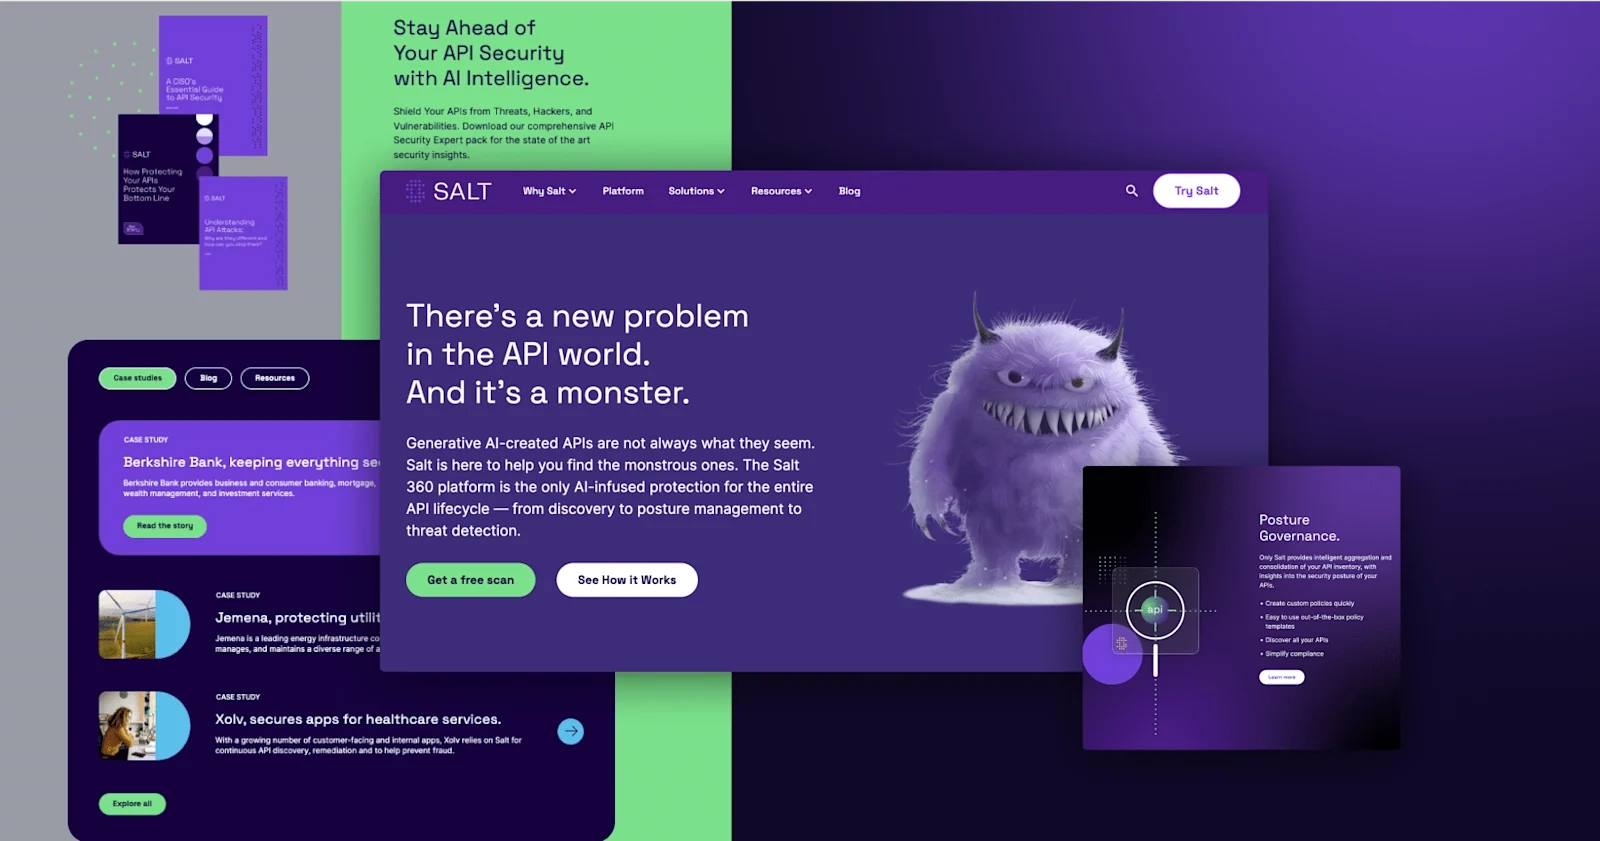 SALT
A CISO's
Essential Guide
to API Security
SALT
How Protecting
Your APIs
Protects Your
Bottom Line
SALT
Understanding
API Attacks:
Why are they different and
how can you stop them?
Stay Ahead of
Your API Security
with AI Intelligence.
Shield Your APIs from Threats, Hackers, and
Vulnerabilities. Download our comprehensive API
Security Expert pack for the state of the art
security insights.
SALT
Why Salt
Platform
Solutions
Resources
Blog
Try Salt
There's a new problem
in the API world.
And it's a monster.
Generative AI-created APIs are not always what they seem.
Salt is here to help you find the monstrous ones. The Salt
360 platform is the only AI-infused protection for the entire
API lifecycle — from discovery to posture management to
threat detection.
Get a free scan
See How it Works
Case studies
Blog
Resources
CASE STUDY
Berkshire Bank, keeping everything se
Berkshire Bank provides business and consumer banking, mortgage,
wealth management, and investment services.
Read the story
CASE STUDY
Jemena, protecting utilit
Jemena is a leading energy infrastructure co
manages, and maintains a diverse range of a
CASE STUDY
Xolv, secures apps for healthcare services.
With a growing number of customer-facing and internal apps, Xolv relies on Salt for
continuous API discovery, remediation and to help prevent fraud.
Explore all
api
Posture
Governance.
Only Salt provides intelligent aggregation and
consolidation of your API inventory, with
insights into the security posture of your
APIs.
• Create custom policies quickly
• Easy to use out-of-the-box policy
templates
• Discover all your APIs
• Simplify compliance
Learn more